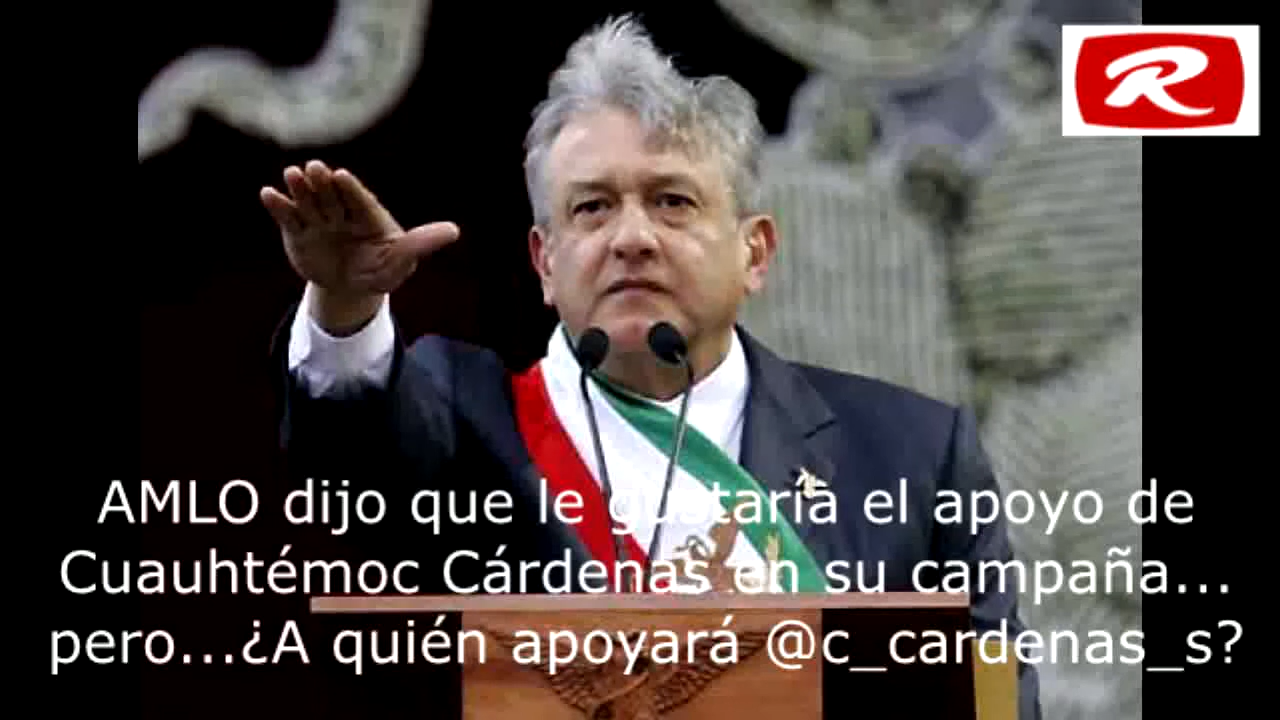 R
AMLO dijo que le gustaría el apoyo de
Cuauhtémoc Cárdenas en su campaña...
pero...¿A quién apoyará @c_cardenas_s?